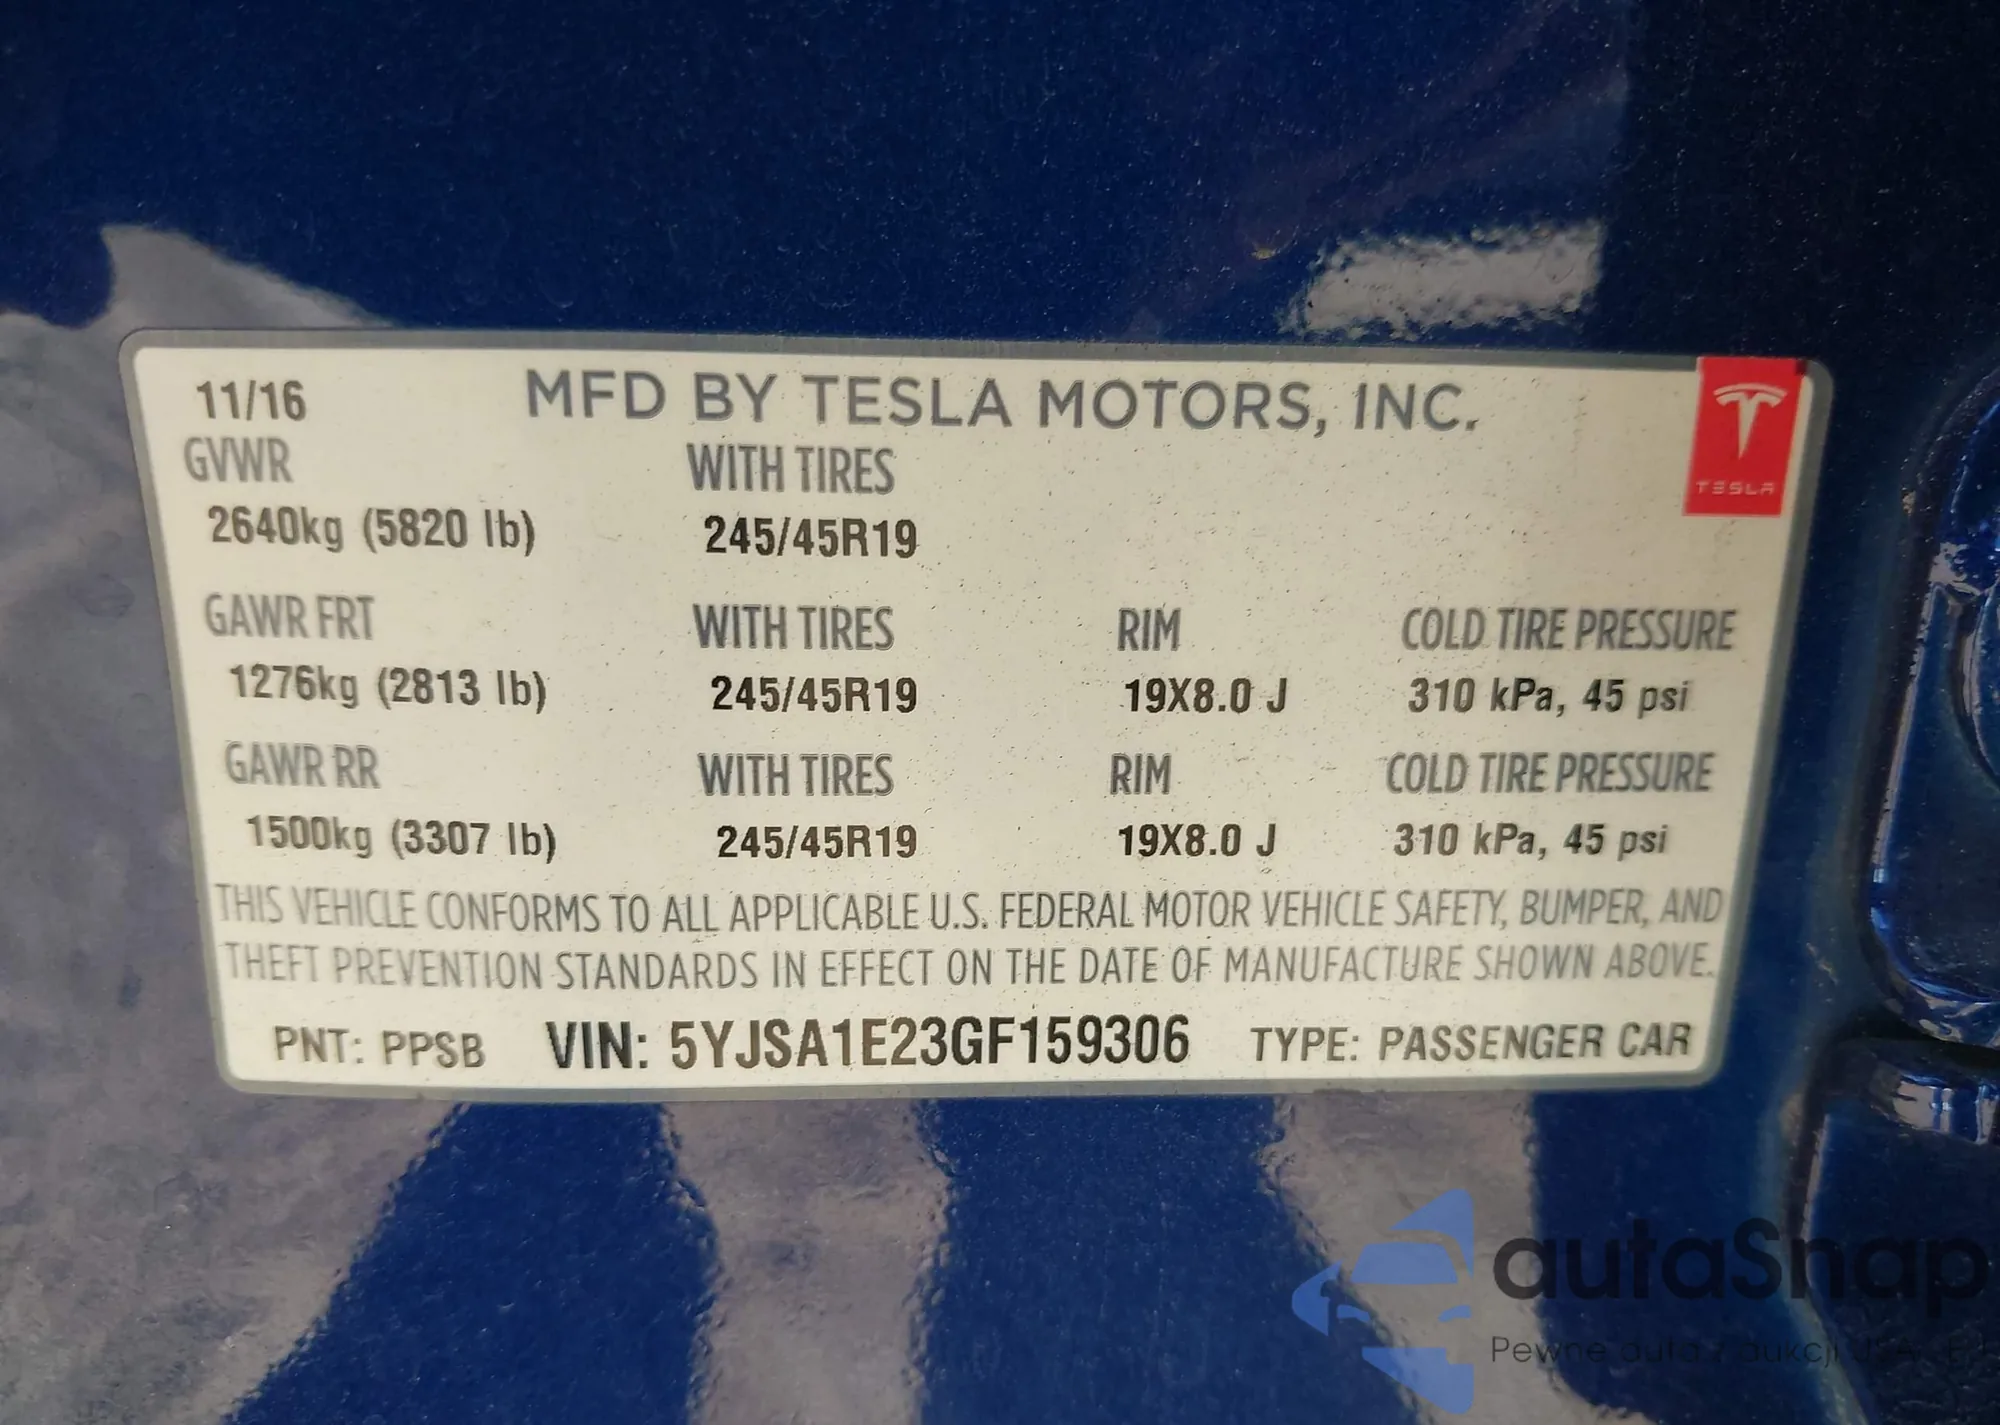 11/16 MFD BY TESLA MOTORS, INC.
TESLA
GVWR WITH TIRES
2640kg (5820 lb) 245/45R19
GAWR FRT WITH TIRES RIM COLD TIRE PRESSURE
1276kg (2813 lb) 245/45R19 19X8.0 J 310 kPa, 45 psi
GAWR RR WITH TIRES RIM COLD TIRE PRESSURE
1500kg (3307 lb) 245/45R19 19X8.0 J 310 kPa, 45 psi
THIS VEHICLE CONFORMS TO ALL APPLICABLE U.S. FEDERAL MOTOR VEHICLE SAFETY, BUMPER, AND
THEFT PREVENTION STANDARDS IN EFFECT ON THE DATE OF MANUFACTURE SHOWN ABOVE.
PNT: PPSB VIN: 5YJSA1E23GF159306 TYPE: PASSENGER CAR
autaSnap
Pewne auta z aukcji